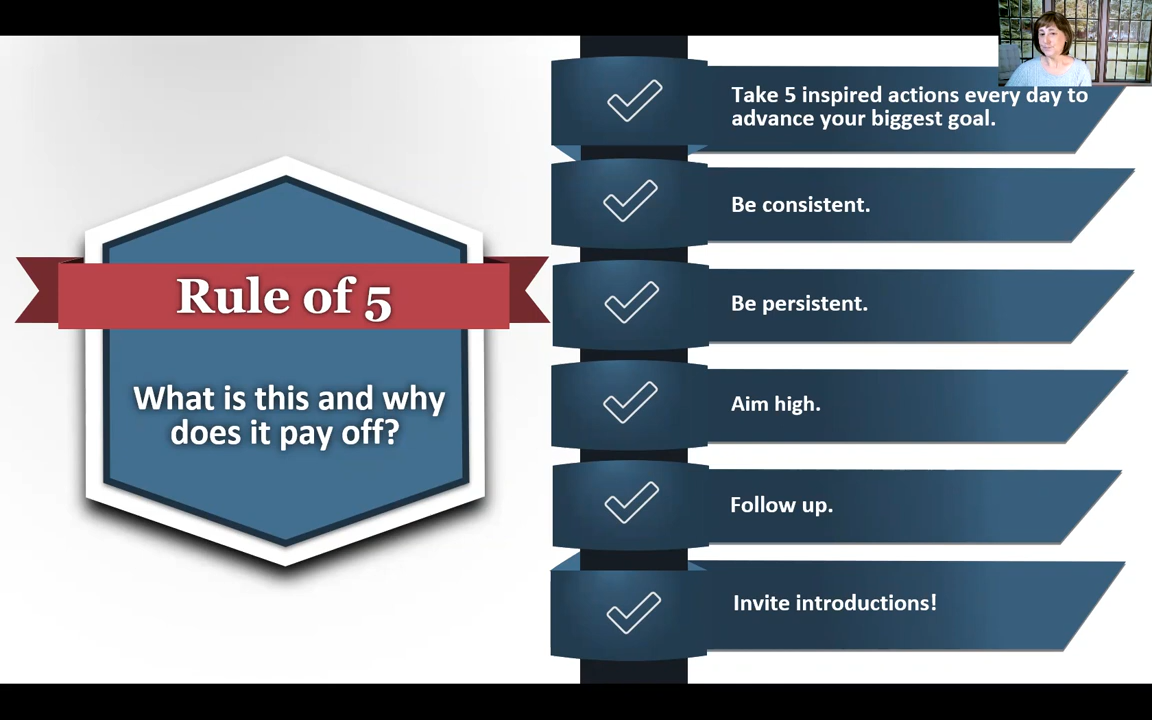 Rule of 5
What is this and why
does it pay off?
Take 5 inspired actions every day to
advance your biggest goal.
Be consistent.
Be persistent.
Aim high.
Follow up.
Invite introductions!